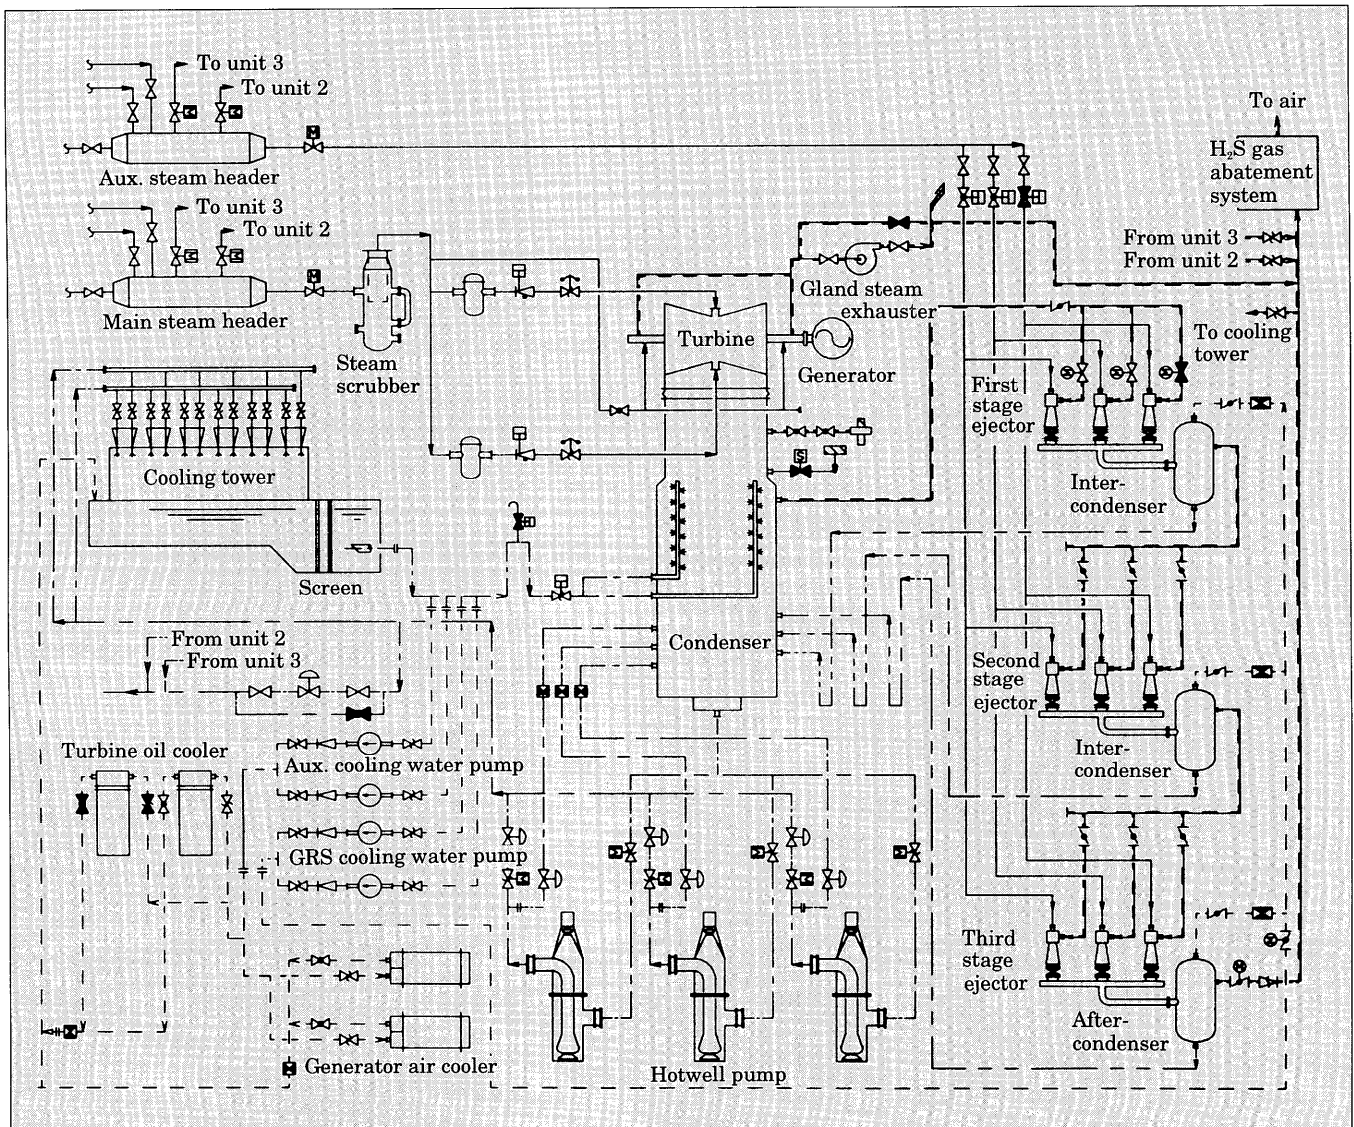 To unit 3
To unit 2
M
Aux. steam header
To unit 3
To unit 2
M
Main steam header
Steam
scrubber
To air
H₂S gas
abatement
system
From unit 3
From unit 2
Gland steam
exhauster
To cooling
tower
Turbine
Generator
First
stage
ejector
Inter-
condenser
S
Cooling tower
Screen
From unit 2
From unit 3
Condenser
Second
stage
ejector
Inter-
condenser
Turbine oil cooler
Aux. cooling water pump
GRS cooling water pump
Third
stage
ejector
After-
condenser
Generator air cooler
Hotwell pump